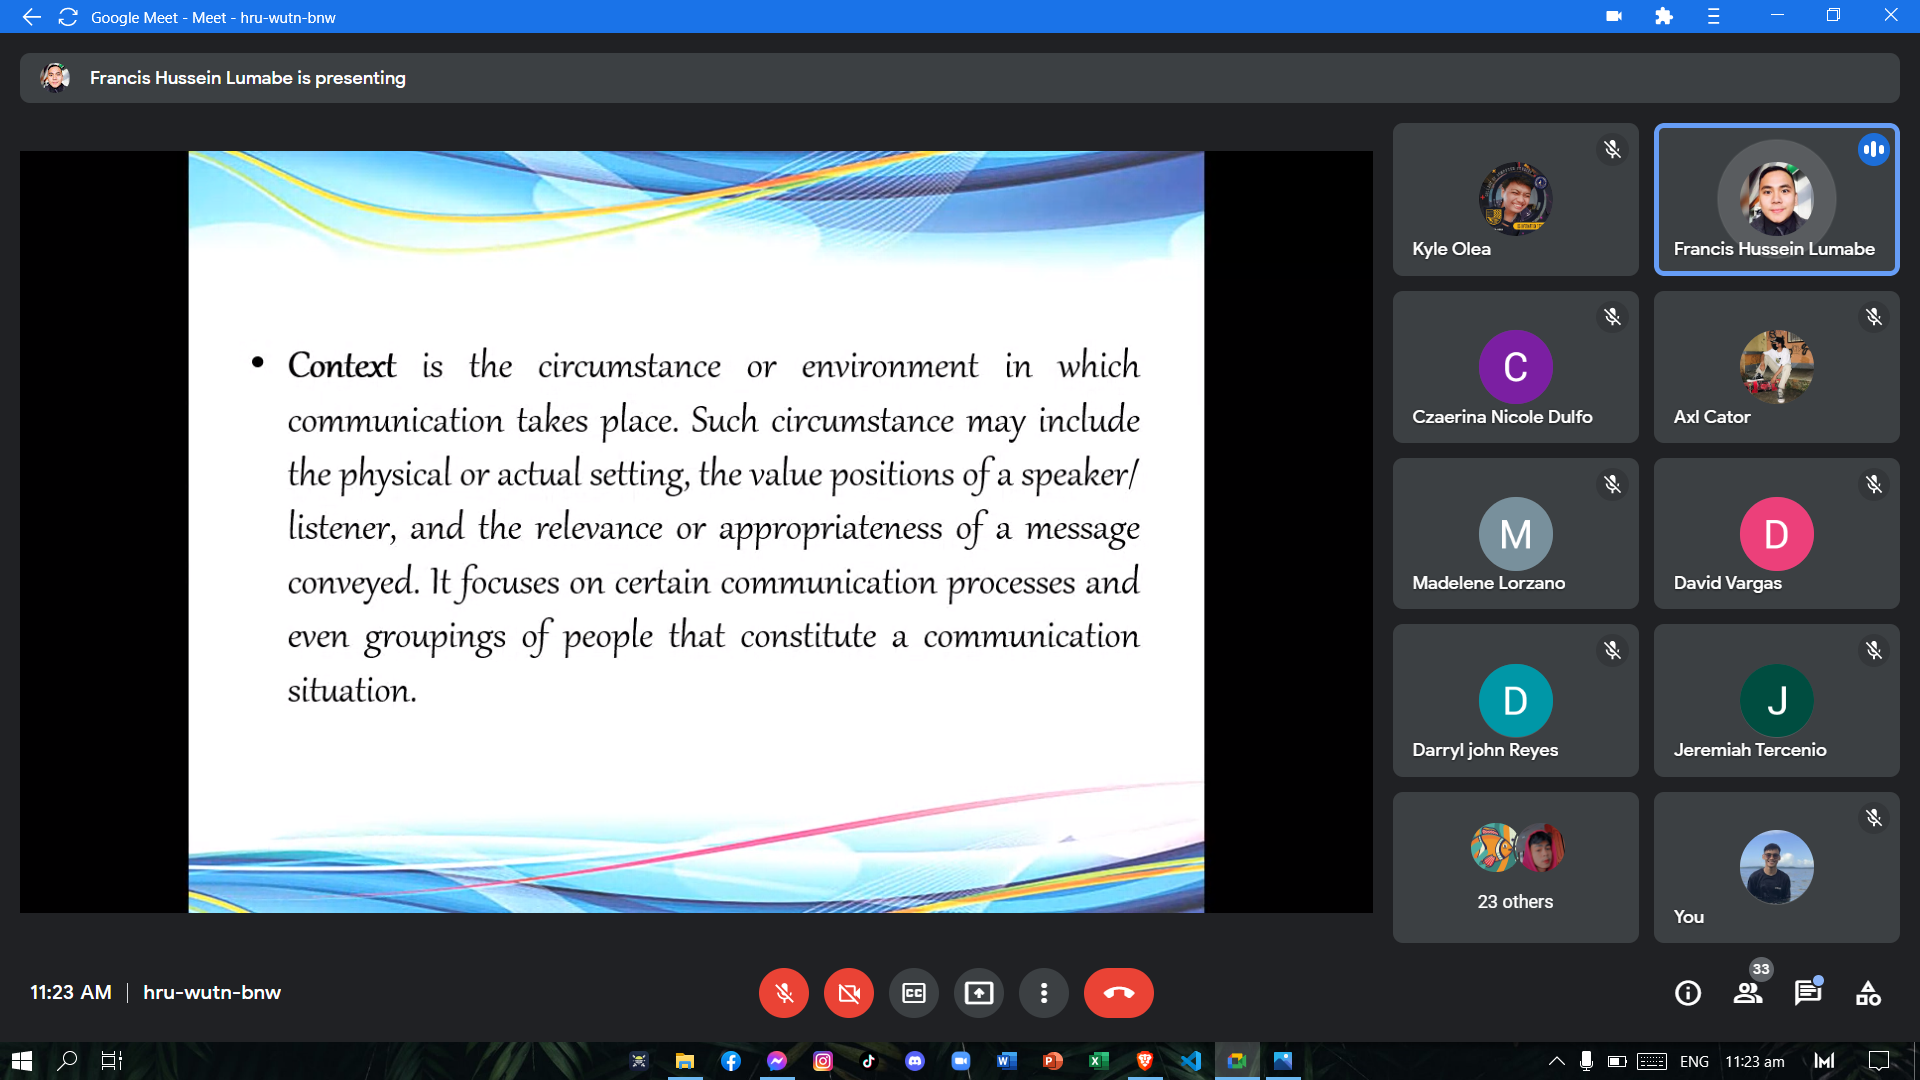 Google Meet - Meet - hru-wutn-bnw
Francis Hussein Lumabe is presenting
• Context is the circumstance or environment in which
communication takes place. Such circumstance may include
the physical or actual setting, the value positions of a speaker/
listener, and the relevance or appropriateness of a message
conveyed. It focuses on certain communication processes and
even groupings of people that constitute a communication
situation.
Kyle Olea
Francis Hussein Lumabe
C
Czaerina Nicole Dulfo
Axl Cator
M
Madelene Lorzano
D
David Vargas
D
Darryl john Reyes
J
Jeremiah Tercenio
23 others
You
11:23 AM | hru-wutn-bnw
CC
33
ENG
11:23 am